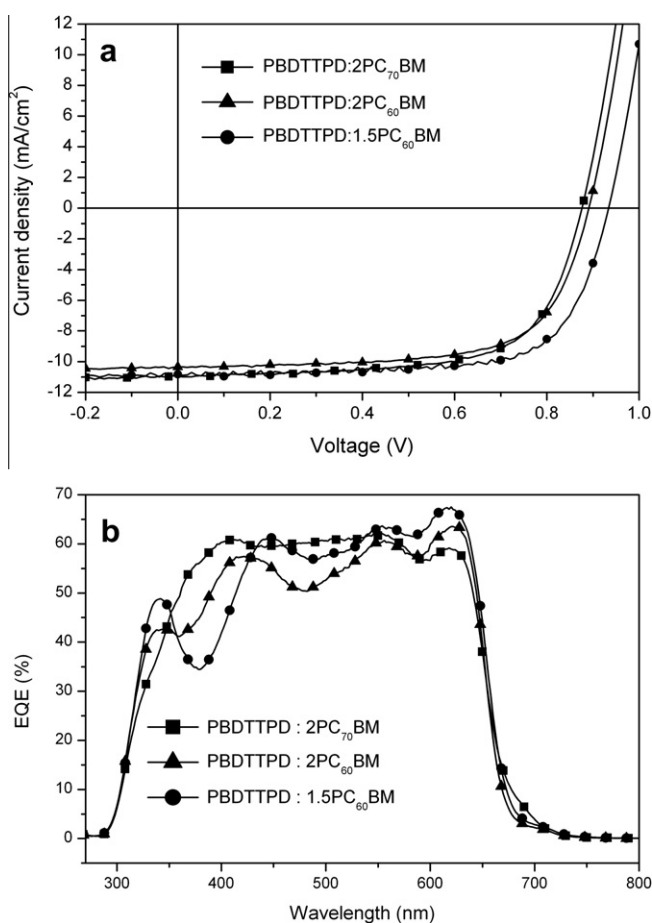 a
PBDTTPD:2PC₇₀BM
PBDTTPD:2PC₆₀BM
PBDTTPD:1.5PC₆₀BM
Current density (mA/cm²)
12
10
8
6
4
2
0
-2
-4
-6
-8
-10
-12
-0.2 0.0 0.2 0.4 0.6 0.8 1.0
Voltage (V)
b
EQE (%)
70
60
50
40
30
20
10
0
PBDTTPD : 2PC₇₀BM
PBDTTPD : 2PC₆₀BM
PBDTTPD : 1.5PC₆₀BM
300 400 500 600 700 800
Wavelength (nm)